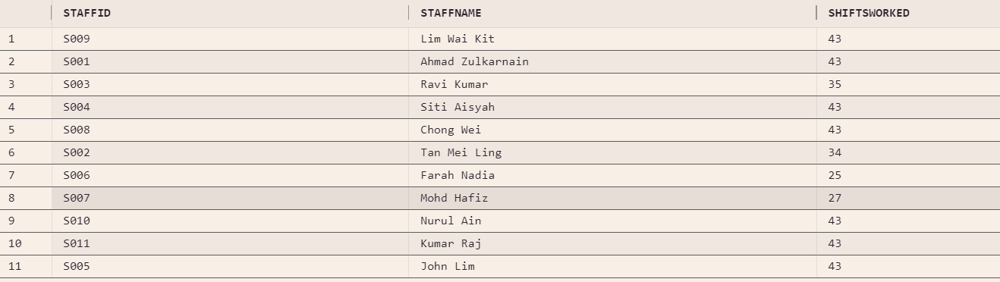 STAFFID STAFFNAME SHIFTSWORKED
1 S009 Lim Wai Kit 43
2 S001 Ahmad Zulkarnain 43
3 S003 Ravi Kumar 35
4 S004 Siti Aisyah 43
5 S008 Chong Wei 43
6 S002 Tan Mei Ling 34
7 S006 Farah Nadia 25
8 S007 Mohd Hafiz 27
9 S010 Nurul Ain 43
10 S011 Kumar Raj 43
11 S005 John Lim 43